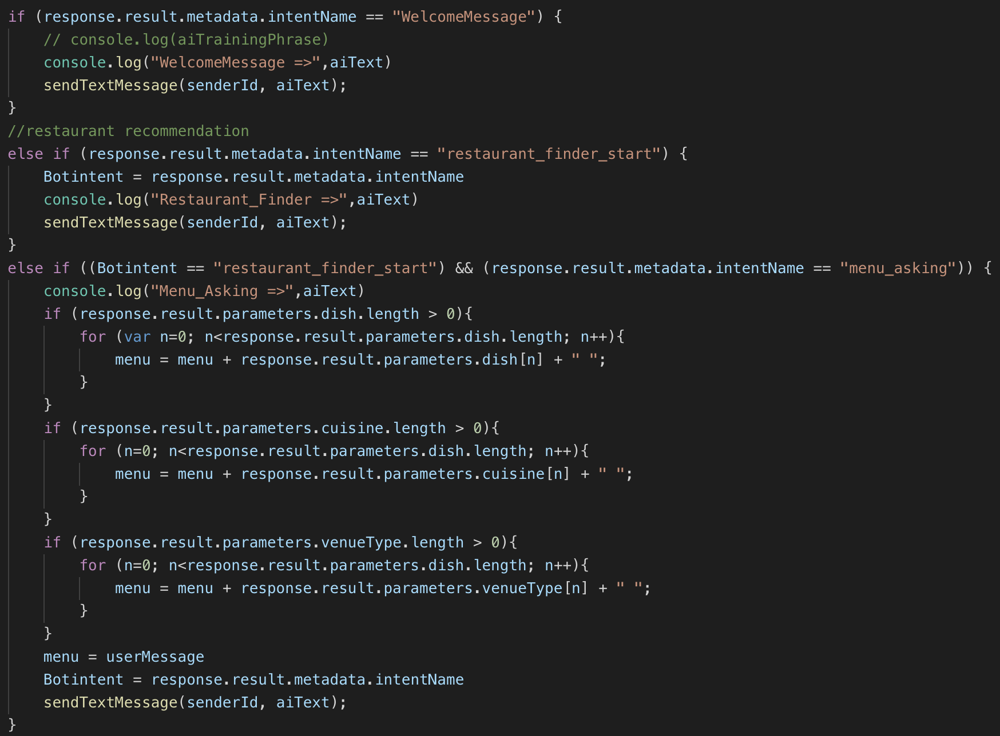 if (response.result.metadata.intentName == "WelcomeMessage") {
    // console.log(aiTrainingPhrase)
    console.log("WelcomeMessage =>",aiText)
    sendTextMessage(senderId, aiText);
}
//restaurant recommendation
else if (response.result.metadata.intentName == "restaurant_finder_start") {
    Botintent = response.result.metadata.intentName
    console.log("Restaurant_Finder =>",aiText)
    sendTextMessage(senderId, aiText);
}
else if ((Botintent == "restaurant_finder_start") && (response.result.metadata.intentName == "menu_asking")) {
    console.log("Menu_Asking =>",aiText)
    if (response.result.parameters.dish.length > 0){
        for (var n=0; n<response.result.parameters.dish.length; n++){
            menu = menu + response.result.parameters.dish[n] + " ";
        }
    }
    if (response.result.parameters.cuisine.length > 0){
        for (n=0; n<response.result.parameters.dish.length; n++){
            menu = menu + response.result.parameters.cuisine[n] + " ";
        }
    }
    if (response.result.parameters.venueType.length > 0){
        for (n=0; n<response.result.parameters.dish.length; n++){
            menu = menu + response.result.parameters.venueType[n] + " ";
        }
    }
    menu = userMessage
    Botintent = response.result.metadata.intentName
    sendTextMessage(senderId, aiText);
}